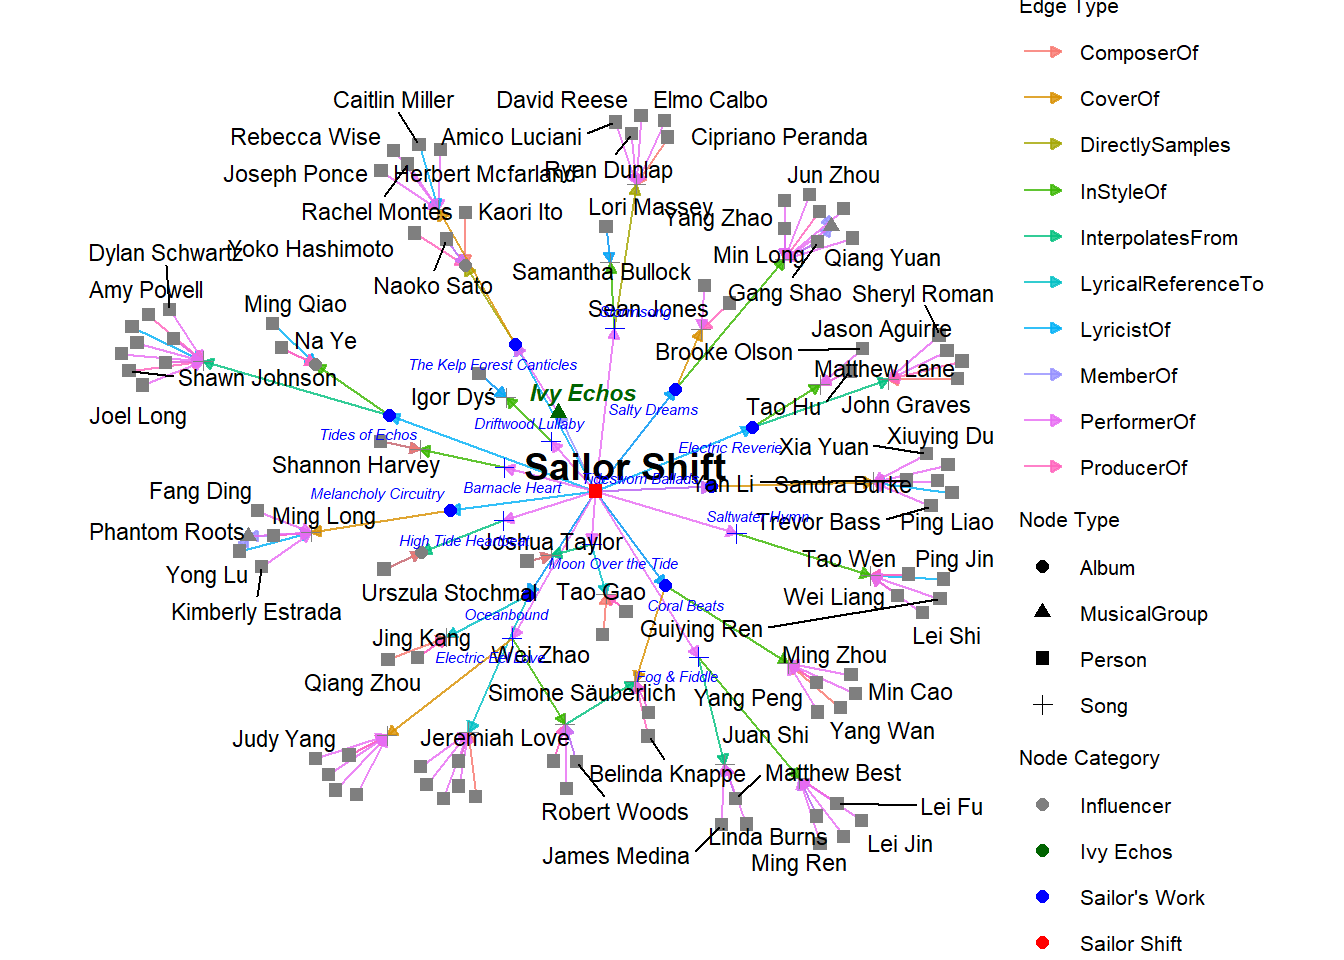 Edge Type
ComposerOf
CoverOf
DirectlySamples
InStyleOf
InterpolatesFrom
LyricalReferenceTo
LyricistOf
MemberOf
PerformerOf
ProducerOf
Node Type
Album
MusicalGroup
Person
Song
Node Category
Influencer
Ivy Echos
Sailor's Work
Sailor Shift
Caitlin Miller
David Reese
Elmo Calbo
Rebecca Wise
Amico Luciani
Cipriano Peranda
Joseph Ponce
Herbert Mcfarland
Ryan Dunlap
Jun Zhou
Rachel Montes
Kaori Ito
Lori Massey
Yang Zhao
Dylan Schwartz
Yoko Hashimoto
Min Long
Qiang Yuan
Samantha Bullock
Amy Powell
Naoko Sato
Gang Shao
Sheryl Roman
Ming Qiao
Sean Jones
Stormsong
Jason Aguirre
Na Ye
Brooke Olson
The Kelp Forest Canticles
Matthew Lane
Shawn Johnson
Igor Dyś
Ivy Echos
Salty Dreams
Tao Hu
John Graves
Joel Long
Driftwood Lullaby
Tides of Echos
Electric Reverie
Xia Yuan
Xiuying Du
Shannon Harvey
Sailor Shift
Tidesworn Ballads
Yan Li
Sandra Burke
Fang Ding
Melancholy Circuitry
Barnacle Heart
Ming Long
Saltwater Hymn
Trevor Bass
Ping Liao
Phantom Roots
High Tide Heartbeat
Joshua Taylor
Moon Over the Tide
Tao Wen
Ping Jin
Yong Lu
Urszula Stochmal
Tao Gao
Wei Liang
Kimberly Estrada
Oceanbound
Coral Beats
Guiying Ren
Lei Shi
Jing Kang
Electric Eel Love
Wei Zhao
Ming Zhou
Qiang Zhou
Simone Säuberlich
Fog & Fiddle
Yang Peng
Min Cao
Judy Yang
Jeremiah Love
Juan Shi
Yang Wan
Belinda Knappe
Matthew Best
Robert Woods
Lei Fu
Linda Burns
Lei Jin
James Medina
Ming Ren